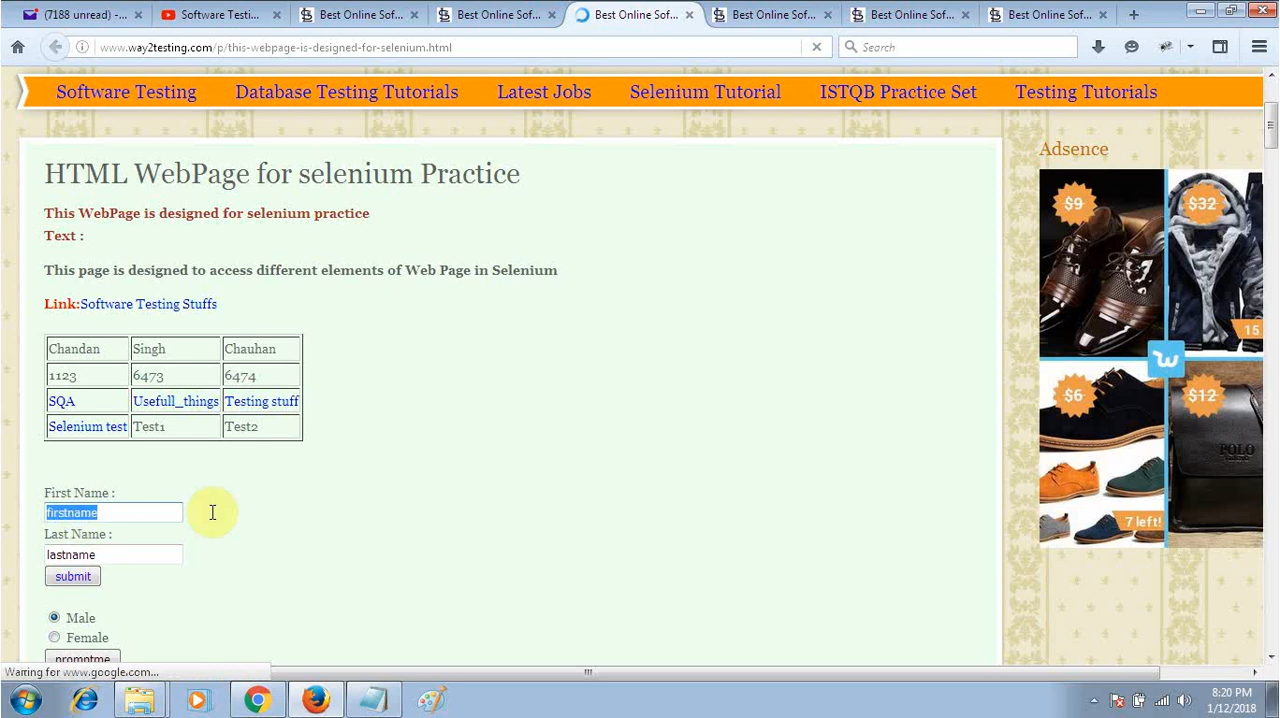 (7188 unread) -...
Software Testi...
Best Online Sof...
Best Online Sof...
Best Online Sof...
Best Online Sof...
Best Online Sof...
Best Online Sof...
www.way2testing.com/p/this-webpage-is-designed-for-selenium.html
Search
Software Testing
Database Testing Tutorials
Latest Jobs
Selenium Tutorial
ISTQB Practice Set
Testing Tutorials
HTML WebPage for selenium Practice
This WebPage is designed for selenium practice
Text :
This page is designed to access different elements of Web Page in Selenium
Link:Software Testing Stuffs
Chandan Singh Chauhan
1123 6473 6474
SQA Usefull_things Testing stuff
Selenium test Test1 Test2
First Name :
firstname
Last Name :
lastname
submit
Male
Female
promptme
Adsence
$9
$32
15
$6
$12
POLO
7 left!
Waiting for www.google.com...
8:20 PM
1/12/2018